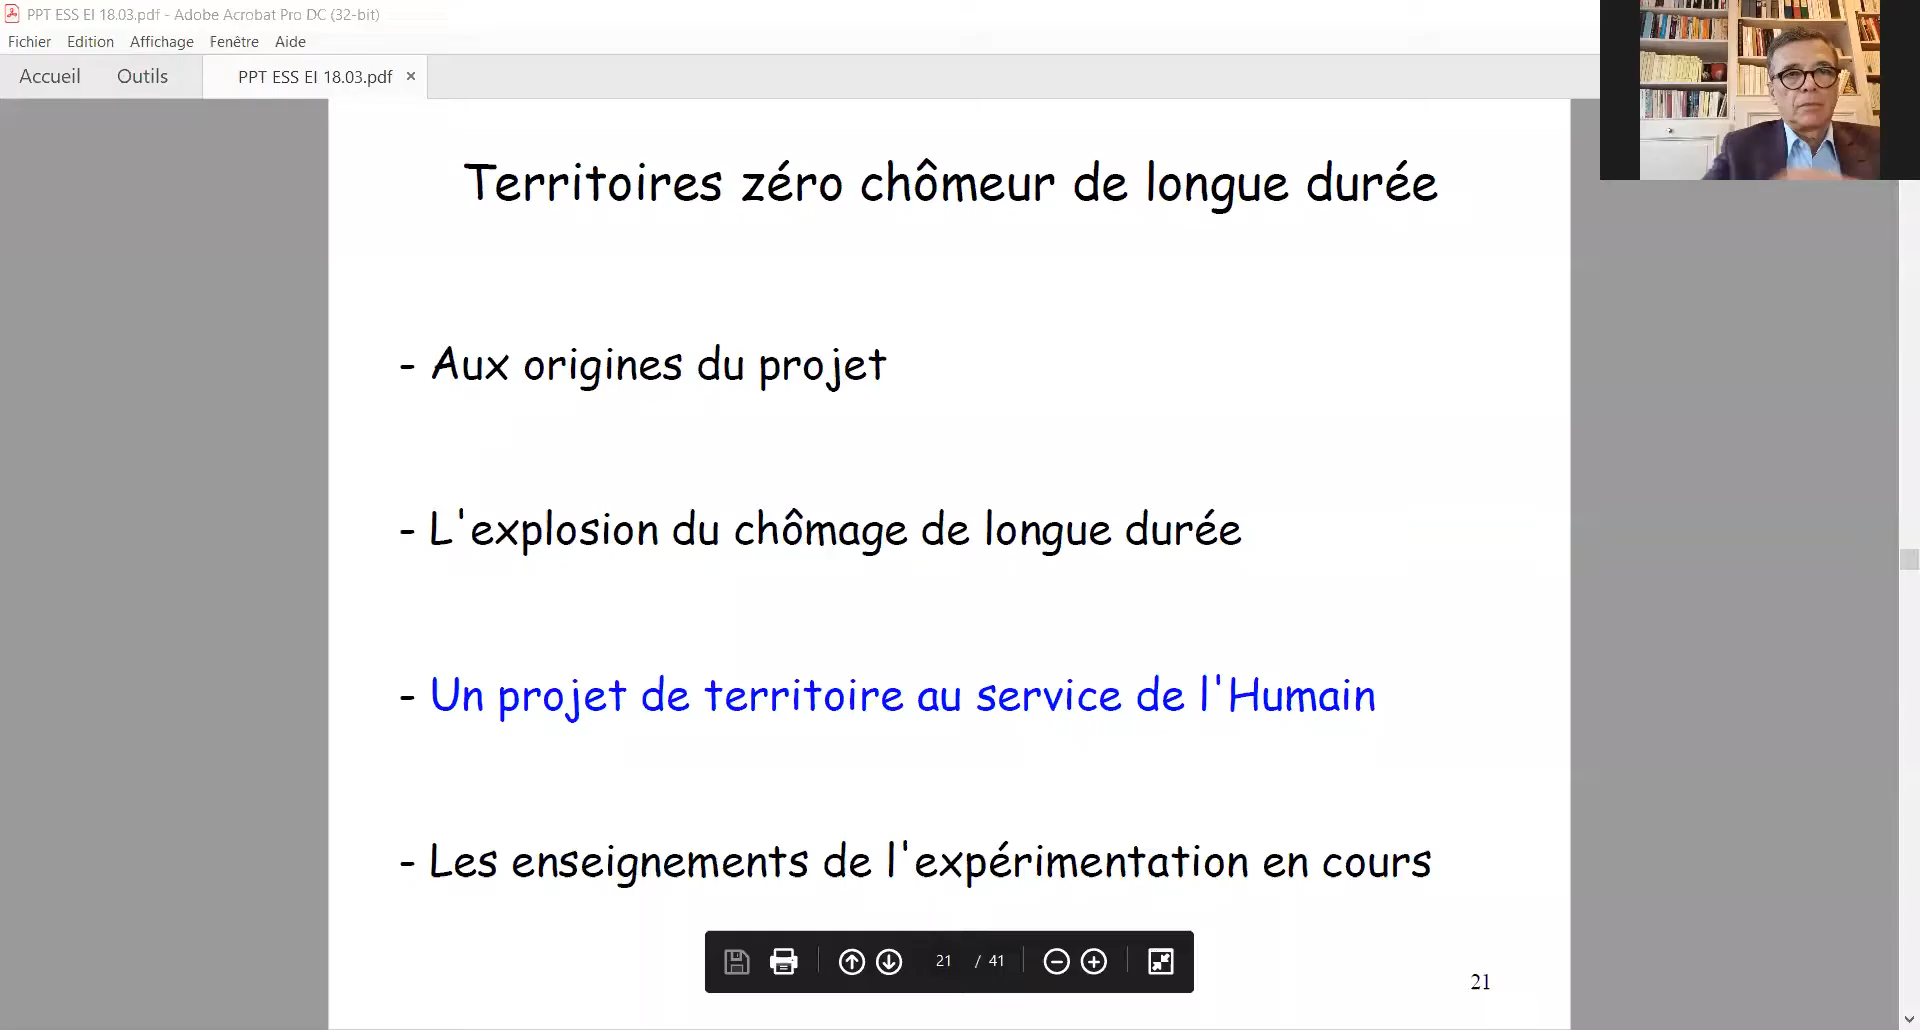 PPT ESS EI 18.03.pdf - Adobe Acrobat Pro DC (32-bit)
Fichier Edition Affichage Fenêtre Aide
Accueil Outils PPT ESS EI 18.03.pdf ×
Territoires zéro chômeur de longue durée
- Aux origines du projet
- L'explosion du chômage de longue durée
- Un projet de territoire au service de l'Humain
- Les enseignements de l'expérimentation en cours
21 / 41
21